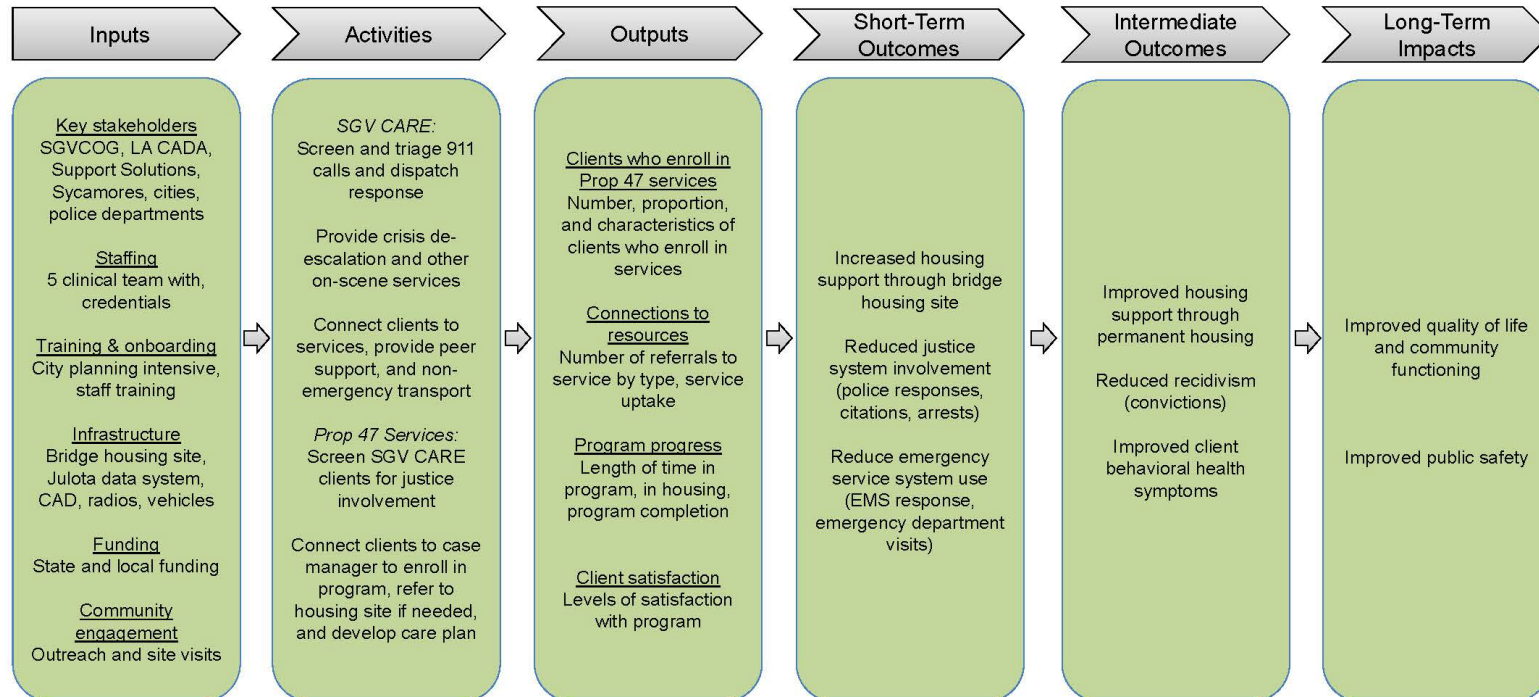 Inputs
Activities
Outputs
Short-Term
Outcomes
Intermediate
Outcomes
Long-Term
Impacts
Key stakeholders
SGVCOG, LA CADA,
Support Solutions,
Sycamores, cities,
police departments
Staffing
5 clinical team with,
credentials
Training & onboarding
City planning intensive,
staff training
Infrastructure
Bridge housing site,
Julota data system,
CAD, radios, vehicles
Funding
State and local funding
Community
engagement
Outreach and site visits
SGV CARE:
Screen and triage 911
calls and dispatch
response
Provide crisis de-
escalation and other
on-scene services
Connect clients to
services, provide peer
support, and non-
emergency transport
Prop 47 Services:
Screen SGV CARE
clients for justice
involvement
Connect clients to case
manager to enroll in
program, refer to
housing site if needed,
and develop care plan
Clients who enroll in
Prop 47 services
Number, proportion,
and characteristics of
clients who enroll in
services
Connections to
resources
Number of referrals to
service by type, service
uptake
Program progress
Length of time in
program, in housing,
program completion
Client satisfaction
Levels of satisfaction
with program
Increased housing
support through bridge
housing site
Reduced justice
system involvement
(police responses,
citations, arrests)
Reduce emergency
service system use
(EMS response,
emergency department
visits)
Improved housing
support through
permanent housing
Reduced recidivism
(convictions)
Improved client
behavioral health
symptoms
Improved quality of life
and community
functioning
Improved public safety